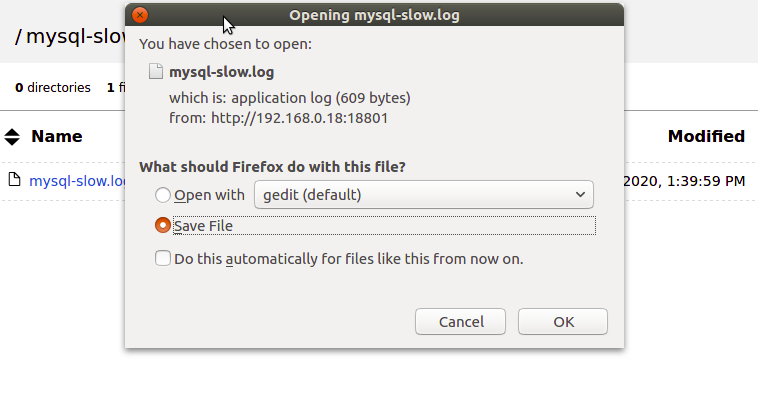 Opening mysql-slow.log
/mysql-slow
You have chosen to open:
mysql-slow.log
which is: application log (609 bytes)
from: http://192.168.0.18:18801
0 directories 1
Name
Modified
What should Firefox do with this file?
mysql-slow.log
2020, 1:39:59 PM
Open with gedit (default)
Save File
Do this automatically for files like this from now on.
Cancel OK